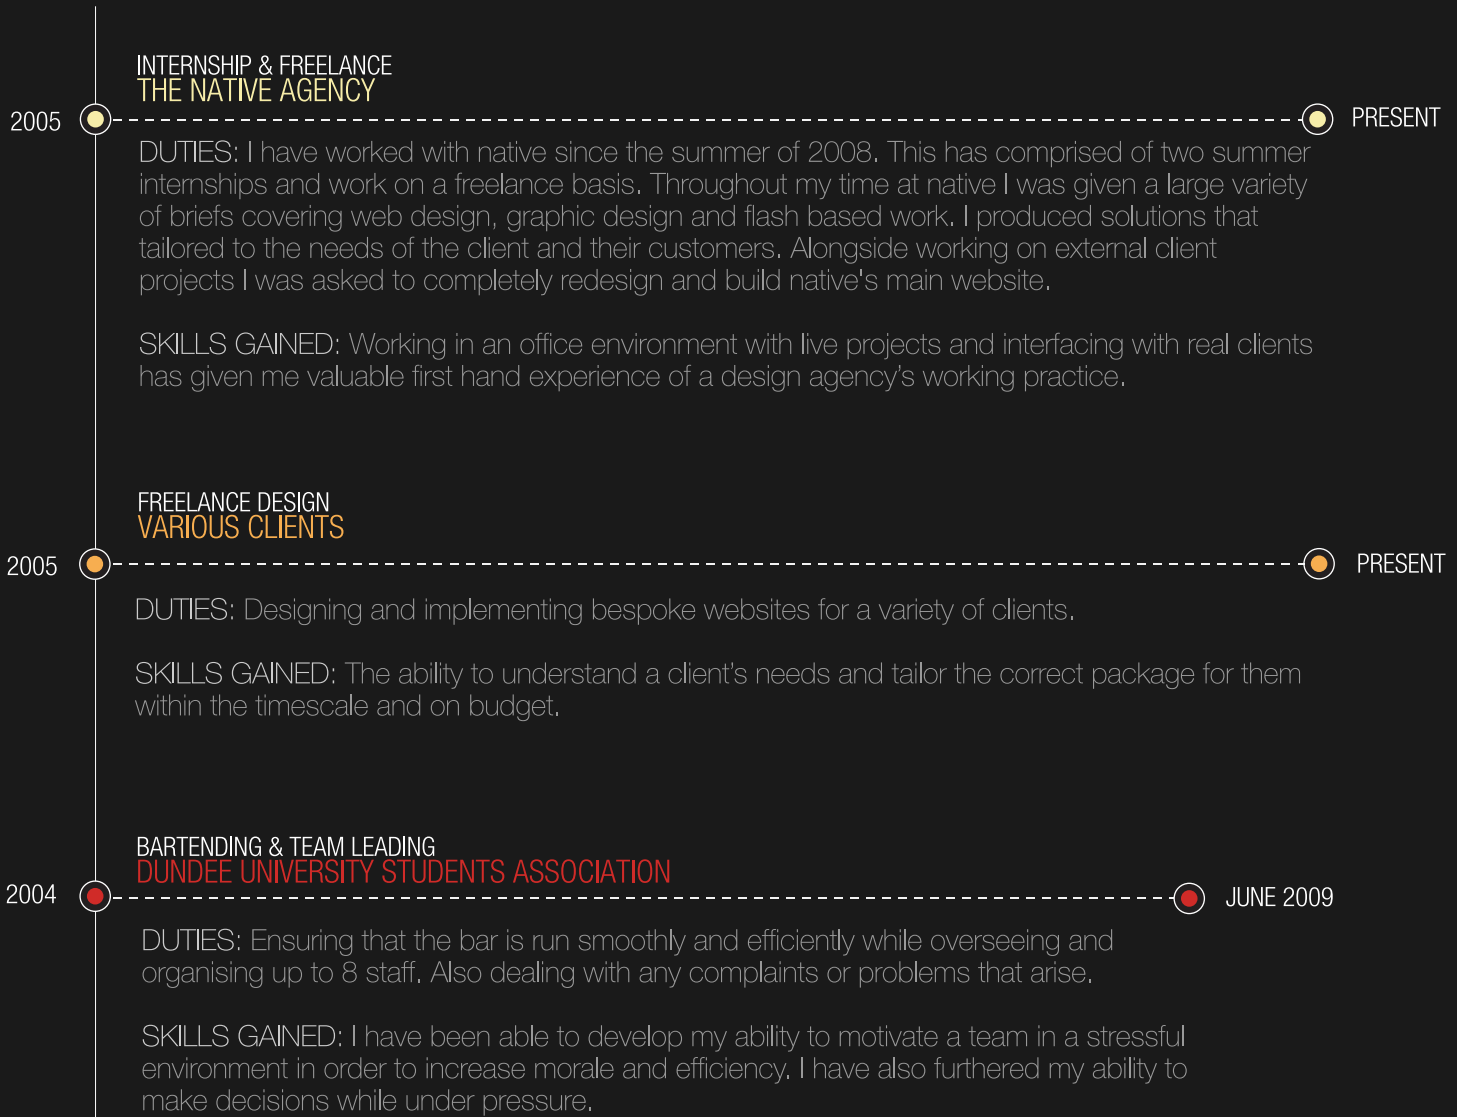 INTERNSHIP & FREELANCE
THE NATIVE AGENCY
2005
PRESENT
DUTIES: I have worked with native since the summer of 2008. This has comprised of two summer
internships and work on a freelance basis. Throughout my time at native I was given a large variety
of briefs covering web design, graphic design and flash based work. I produced solutions that
tailored to the needs of the client and their customers. Alongside working on external client
projects I was asked to completely redesign and build native's main website.
SKILLS GAINED: Working in an office environment with live projects and interfacing with real clients
has given me valuable first hand experience of a design agency’s working practice.
FREELANCE DESIGN
VARIOUS CLIENTS
2005
PRESENT
DUTIES: Designing and implementing bespoke websites for a variety of clients.
SKILLS GAINED: The ability to understand a client’s needs and tailor the correct package for them
within the timescale and on budget.
BARTENDING & TEAM LEADING
DUNDEE UNIVERSITY STUDENTS ASSOCIATION
2004
JUNE 2009
DUTIES: Ensuring that the bar is run smoothly and efficiently while overseeing and
organising up to 8 staff. Also dealing with any complaints or problems that arise.
SKILLS GAINED: I have been able to develop my ability to motivate a team in a stressful
environment in order to increase morale and efficiency. I have also furthered my ability to
make decisions while under pressure.